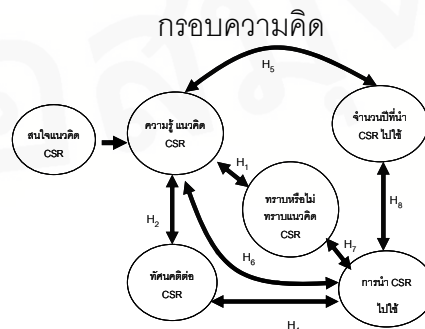 กรอบความคิด
H5
สนใจแนวคิด
CSR
ความรู้ แนวคิด
CSR
จำนวนปีที่นำ
CSR ไปใช้
H1
ทราบหรือไม่
ทราบแนวคิด
CSR
H2
H8
H7
H6
ทัศนคติต่อ
CSR
การนำ CSR
ไปใช้